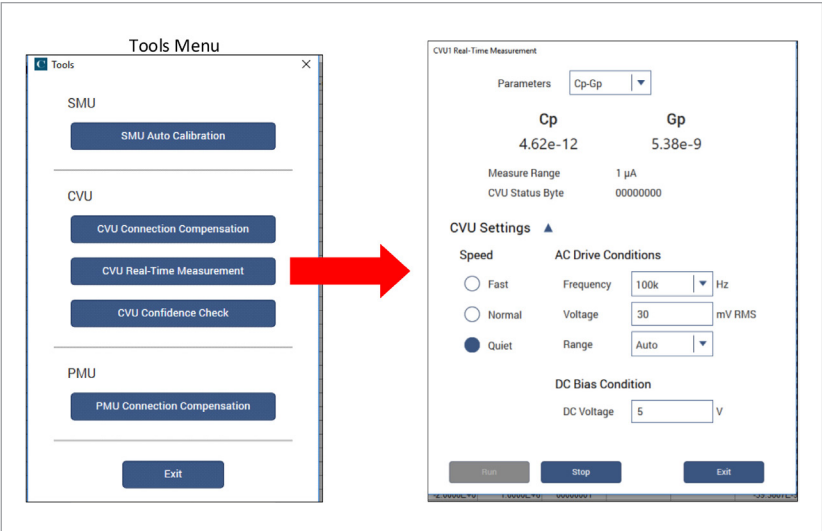 Tools Menu
Tools
SMU
SMU Auto Calibration
CVU
CVU Connection Compensation
CVU Real-Time Measurement
CVU Confidence Check
PMU
PMU Connection Compensation
Exit
CVU1 Real-Time Measurement
Parameters Cp-Gp
Cp Gp
4.62e-12 5.38e-9
Measure Range 1 µA
CVU Status Byte 00000000
CVU Settings
Speed AC Drive Conditions
Fast Frequency 100k Hz
Normal Voltage 30 mV RMS
Quiet Range Auto
DC Bias Condition
DC Voltage 5 V
Run Stop Exit